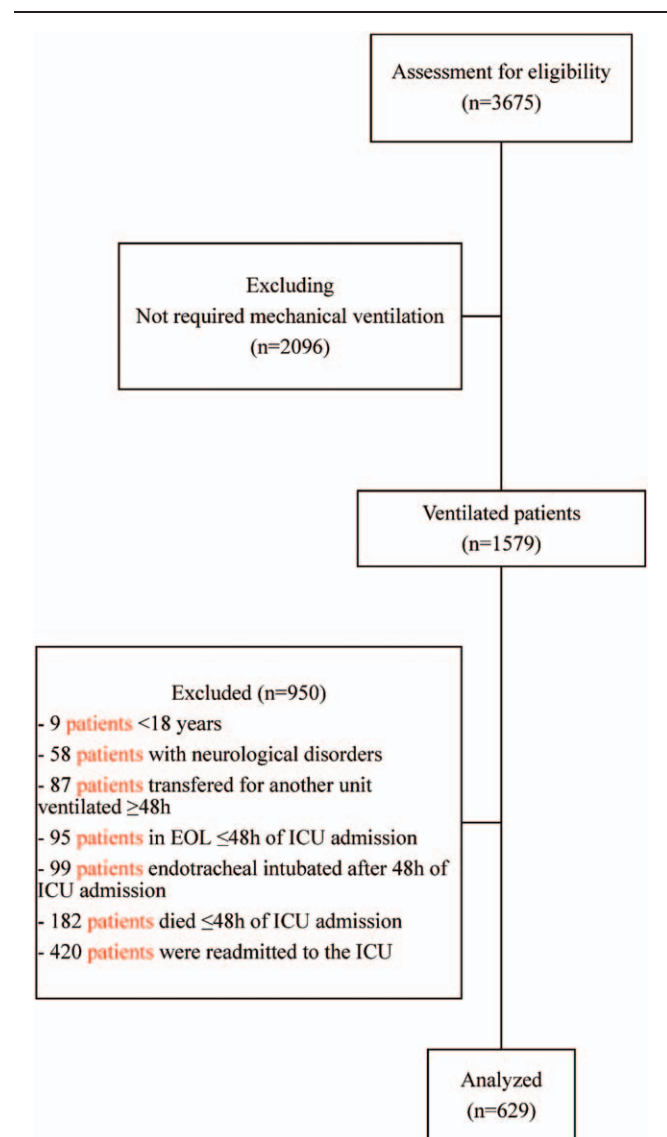 Assessment for eligibility
(n=3675)
Excluding
Not required mechanical ventilation
(n=2096)
Ventilated patients
(n=1579)
Excluded (n=950)
- 9 patients <18 years
- 58 patients with neurological disorders
- 87 patients transfered for another unit
ventilated ≥48h
- 95 patients in EOL ≤48h of ICU admission
- 99 patients endotracheal intubated after 48h of
ICU admission
- 182 patients died ≤48h of ICU admission
- 420 patients were readmitted to the ICU
Analyzed
(n=629)